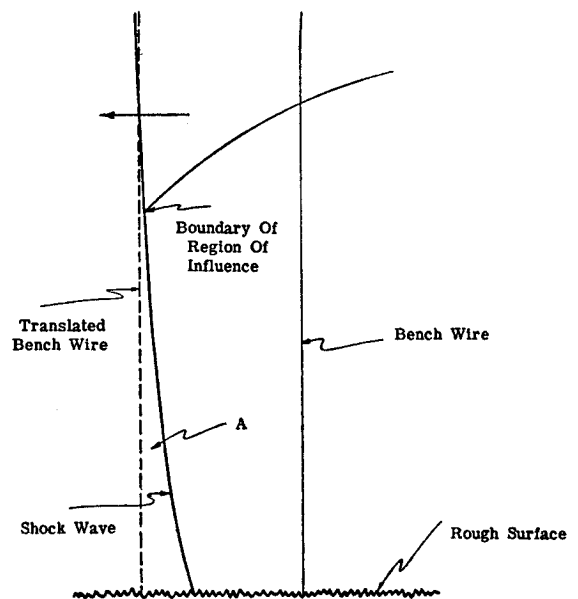 Boundary Of
Region Of
Influence
Translated
Bench Wire
Bench Wire
A
Shock Wave
Rough Surface